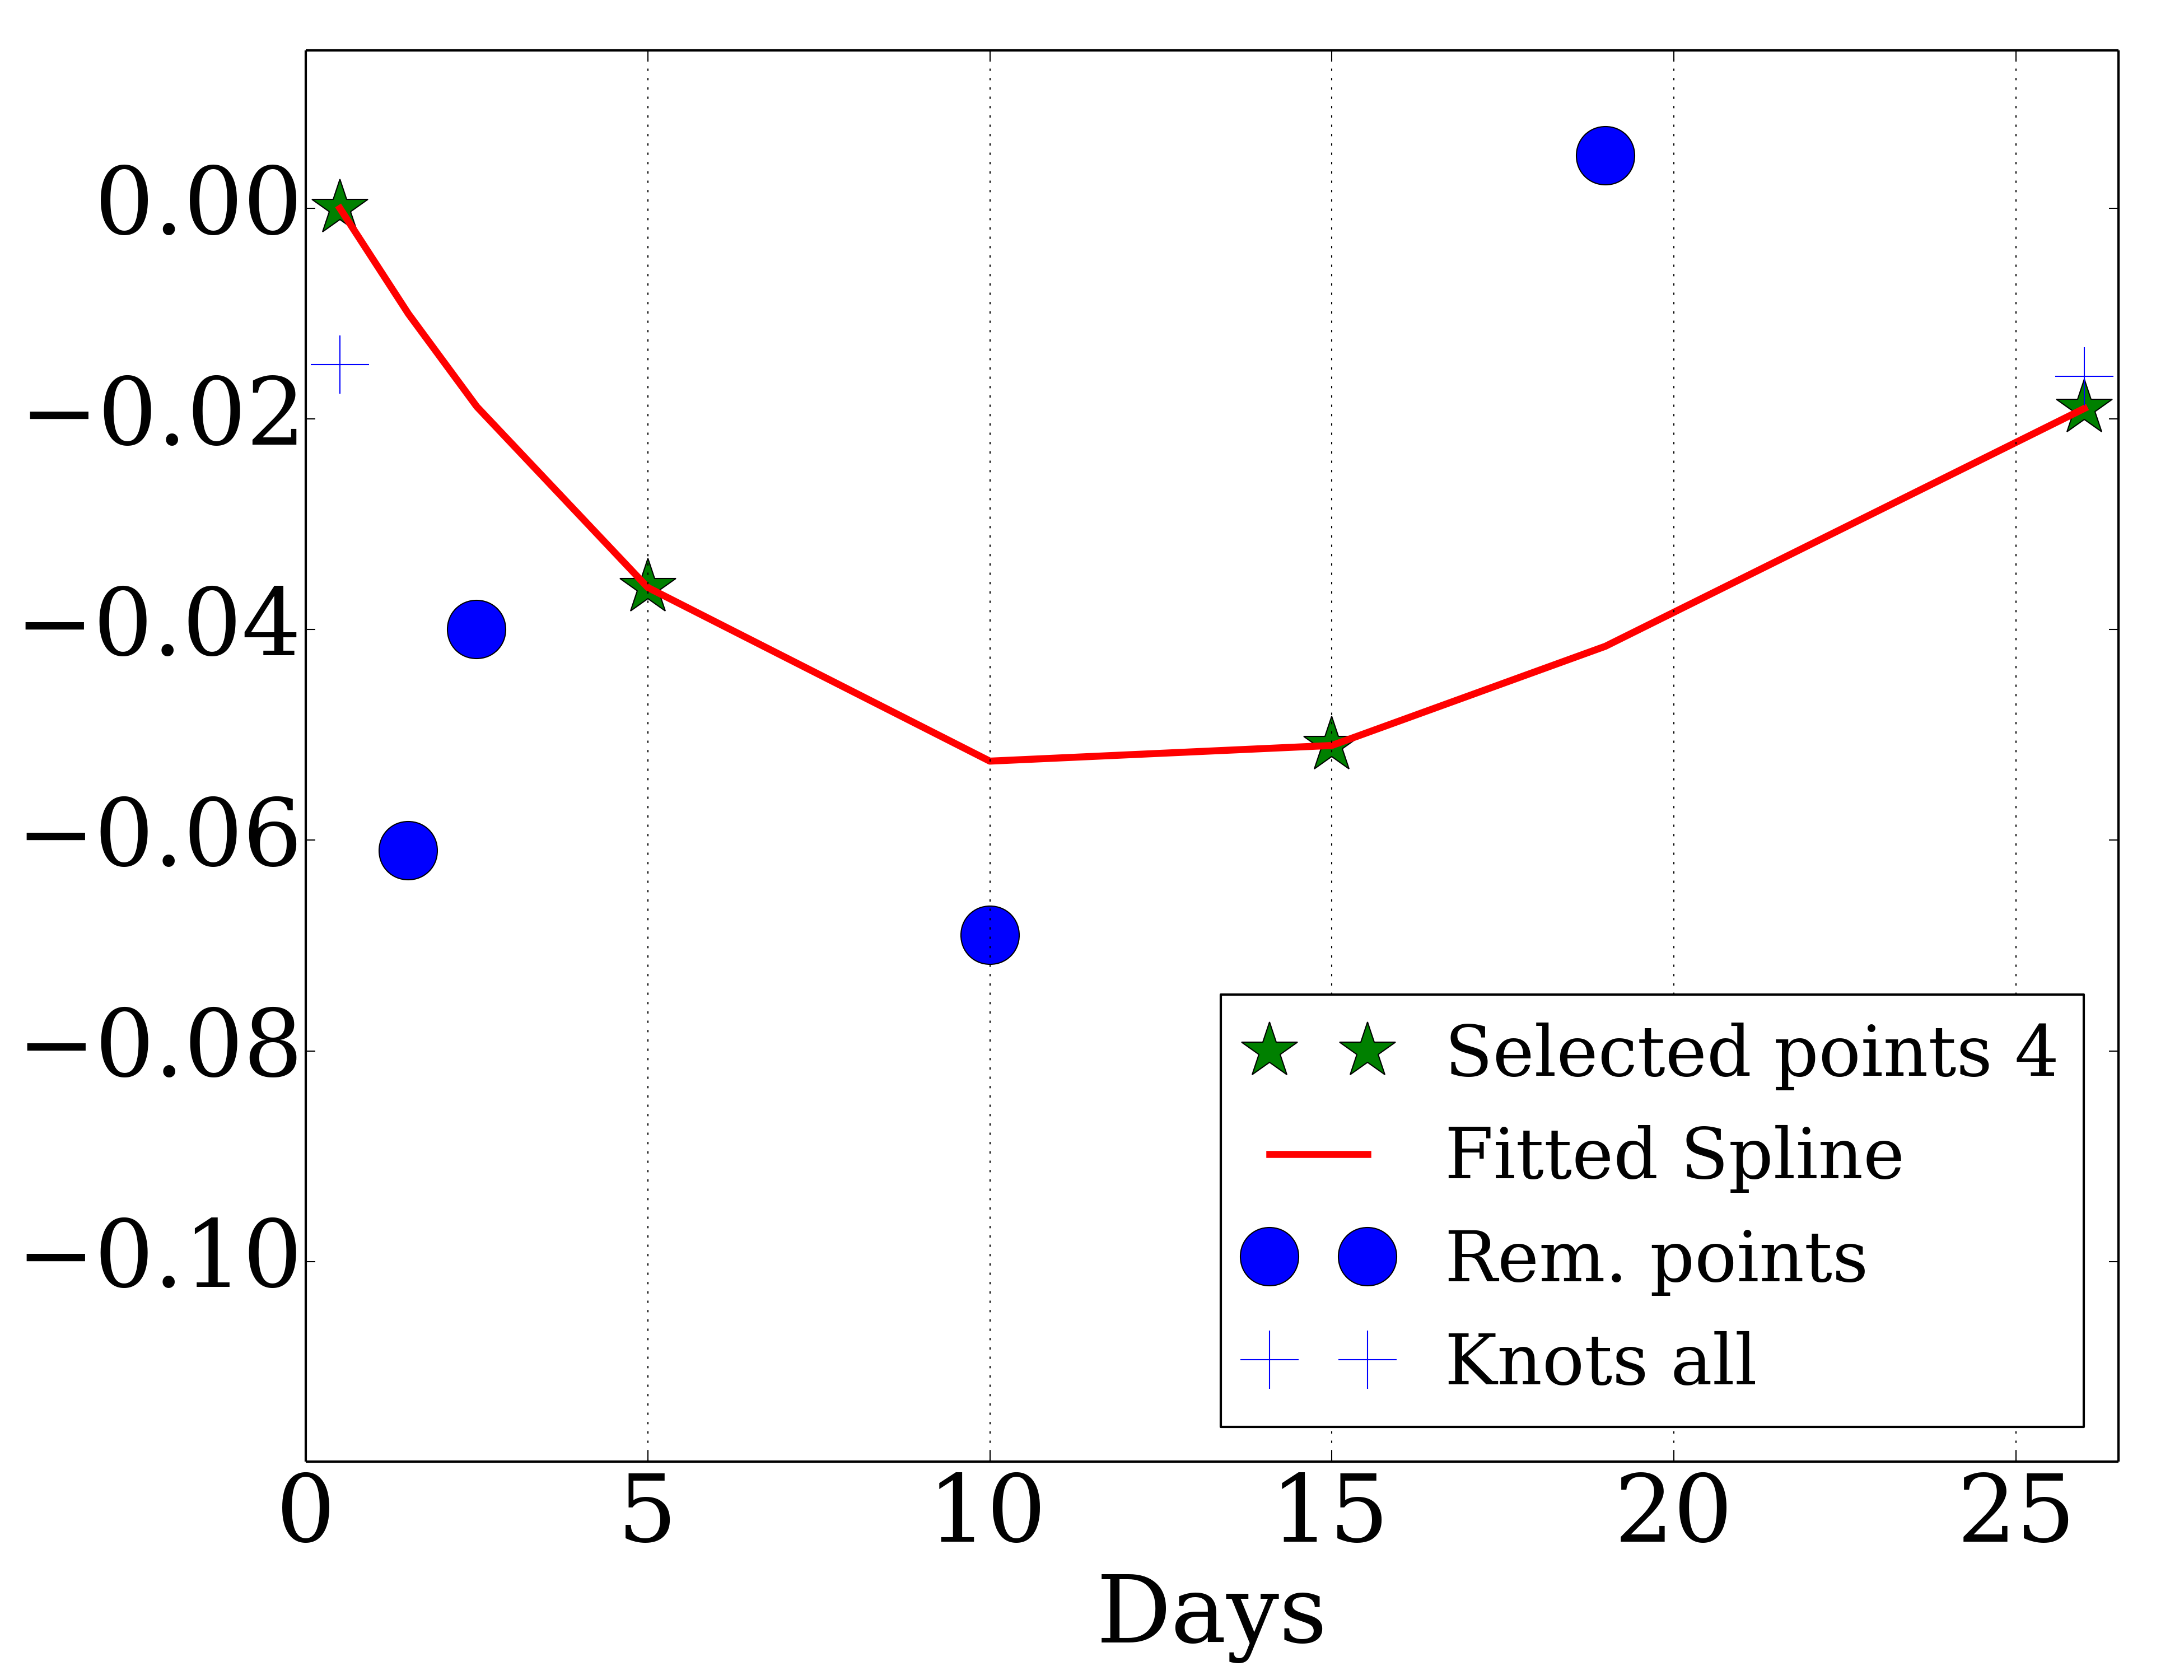 0.00
−0.02
−0.04
−0.06
−0.08
−0.10
Selected points 4
Fitted Spline
Rem. points
Knots all
0 5 10 15 20 25
Days